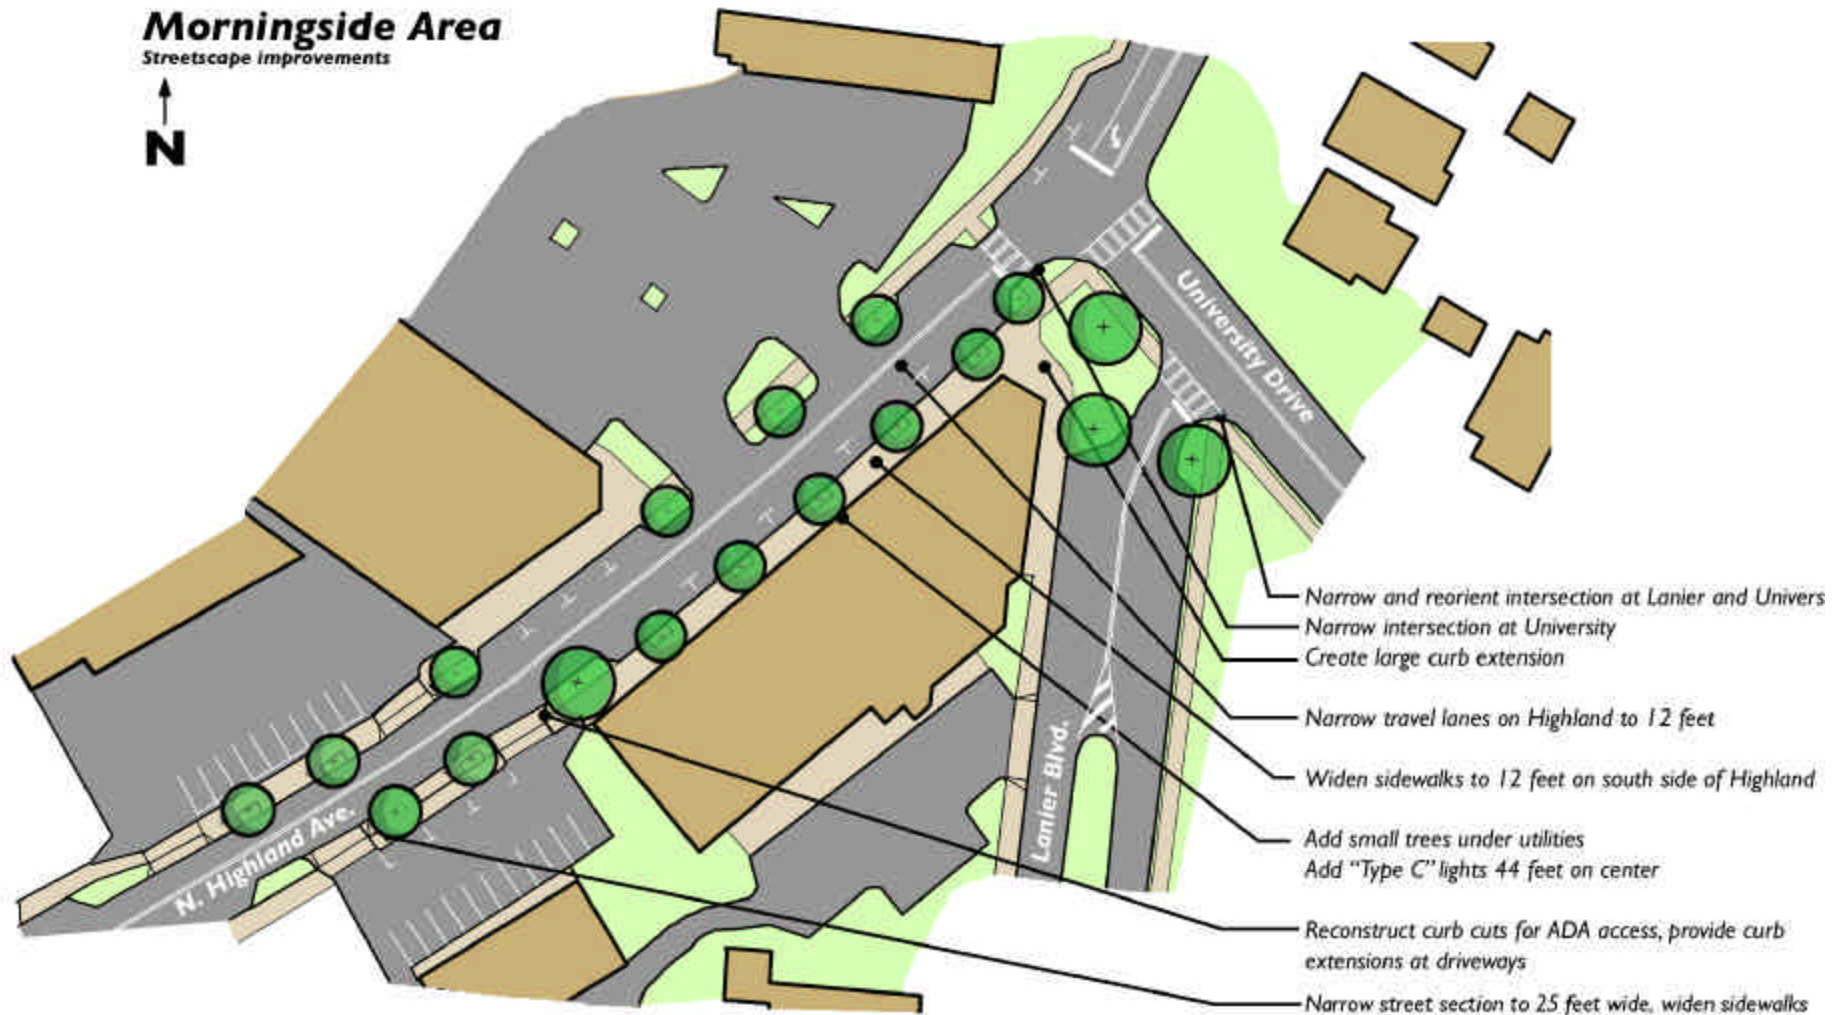 Morningside Area
Streetscape improvements
N
University Drive
Narrow and reorient intersection at Lanier and Univers
Narrow intersection at University
Create large curb extension
Narrow travel lanes on Highland to 12 feet
Widen sidewalks to 12 feet on south side of Highland
Lanier Blvd.
Add small trees under utilities
Add "Type C" lights 44 feet on center
N. Highland Ave.
Reconstruct curb cuts for ADA access, provide curb
extensions at driveways
Narrow street section to 25 feet wide, widen sidewalks